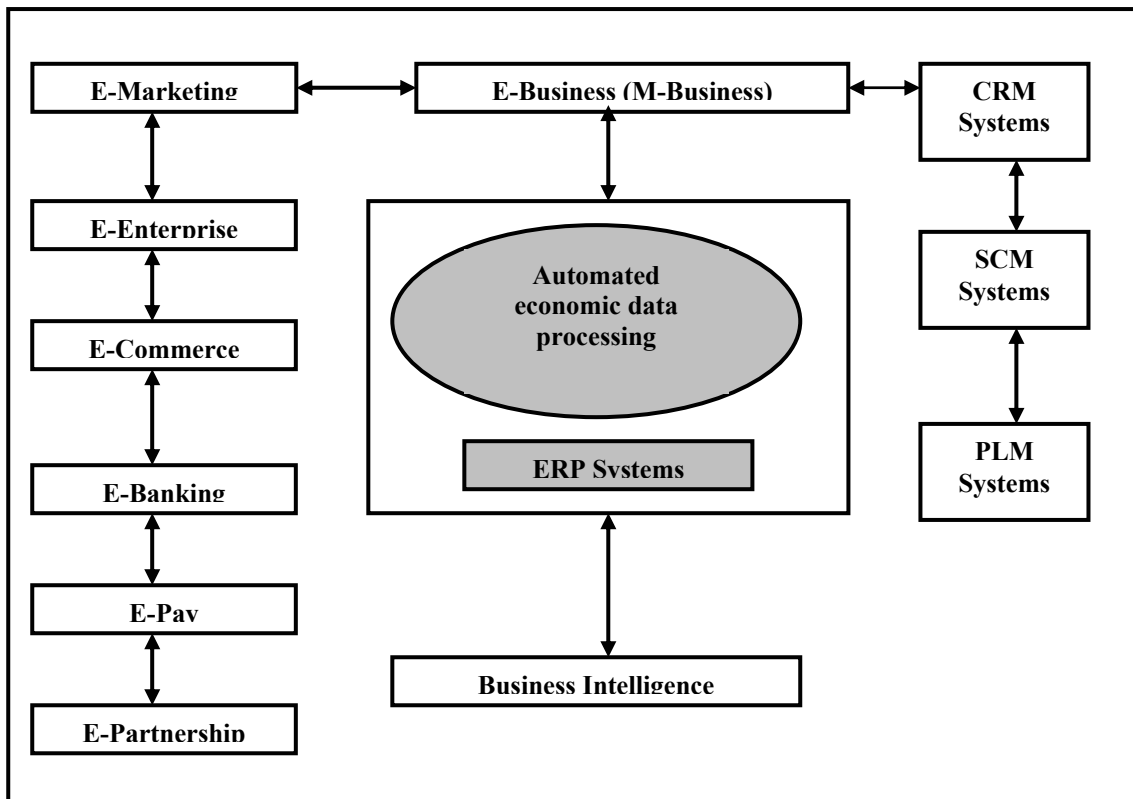 E-Marketing
E-Business (M-Business)
CRM
Systems
E-Enterprise
Automated
economic data
processing
SCM
Systems
E-Commerce
ERP Systems
PLM
Systems
E-Banking
E-Pay
Business Intelligence
E-Partnership